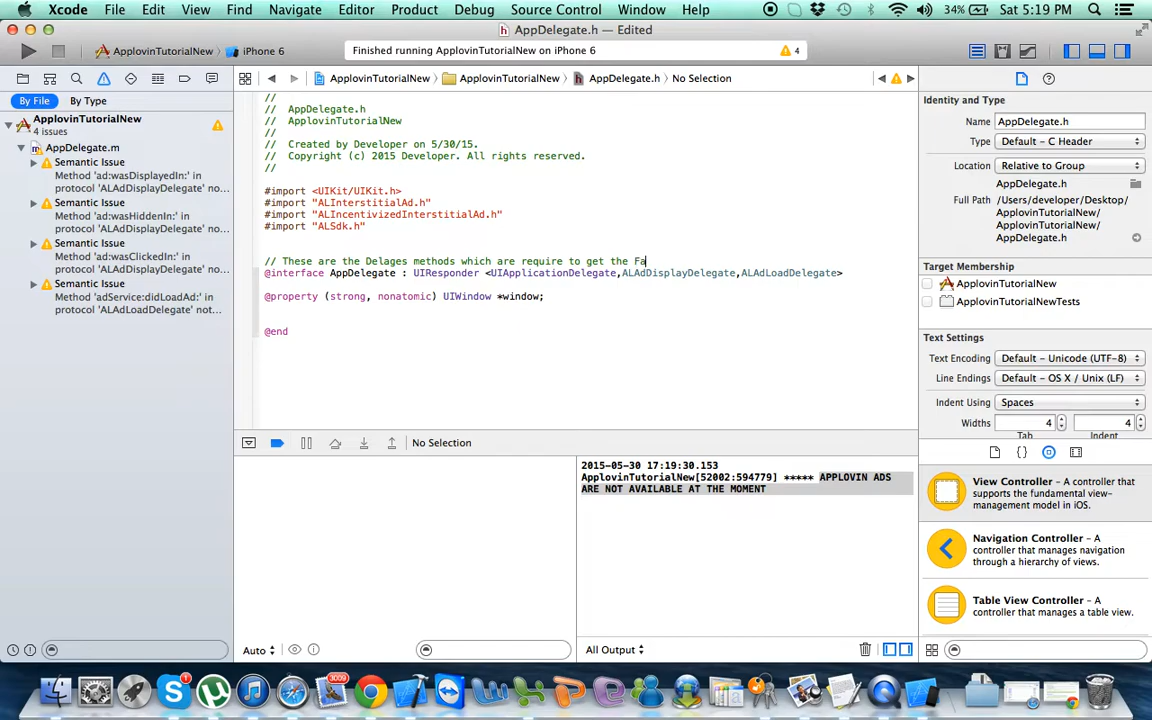 Xcode File Edit View Find Navigate Editor Product Debug Source Control Window Help 34% Sat 5:19 PM
AppDelegate.h — Edited
ApplovinTutorialNew iPhone 6
Finished running ApplovinTutorialNew on iPhone 6 4
ApplovinTutorialNew ApplovinTutorialNew AppDelegate.h No Selection
By File By Type
ApplovinTutorialNew
4 issues
AppDelegate.m
Semantic Issue
Method 'ad:wasDisplayedIn:' in
protocol 'ALAdDisplayDelegate' no...
Semantic Issue
Method 'ad:wasHiddenIn:' in
protocol 'ALAdDisplayDelegate' no...
Semantic Issue
Method 'ad:wasClickedIn:' in
protocol 'ALAdDisplayDelegate' no...
Semantic Issue
Method 'adService:didLoadAd:' in
protocol 'ALAdLoadDelegate' not...
//
// AppDelegate.h
// ApplovinTutorialNew
//
// Created by Developer on 5/30/15.
// Copyright (c) 2015 Developer. All rights reserved.
//
#import <UIKit/UIKit.h>
#import "ALInterstitialAd.h"
#import "ALIncentivizedInterstitialAd.h"
#import "ALSdk.h"
// These are the Delages methods which are require to get the Fa
@interface AppDelegate : UIResponder <UIApplicationDelegate,ALAdDisplayDelegate,ALAdLoadDelegate>
@property (strong, nonatomic) UIWindow *window;
@end
No Selection
2015-05-30 17:19:30.153
ApplovinTutorialNew[52002:594779] ***** APPLOVIN ADS
ARE NOT AVAILABLE AT THE MOMENT
Auto
All Output
Identity and Type
Name AppDelegate.h
Type Default - C Header
Location Relative to Group
AppDelegate.h
Full Path /Users/developer/Desktop/
ApplovinTutorialNew/
ApplovinTutorialNew/
AppDelegate.h
Target Membership
ApplovinTutorialNew
ApplovinTutorialNewTests
Text Settings
Text Encoding Default - Unicode (UTF-8)
Line Endings Default - OS X / Unix (LF)
Indent Using Spaces
Widths 4 4
Tab Indent
View Controller - A controller that
supports the fundamental view-
management model in iOS.
Navigation Controller - A
controller that manages navigation
through a hierarchy of views.
Table View Controller - A
controller that manages a table view.
3009